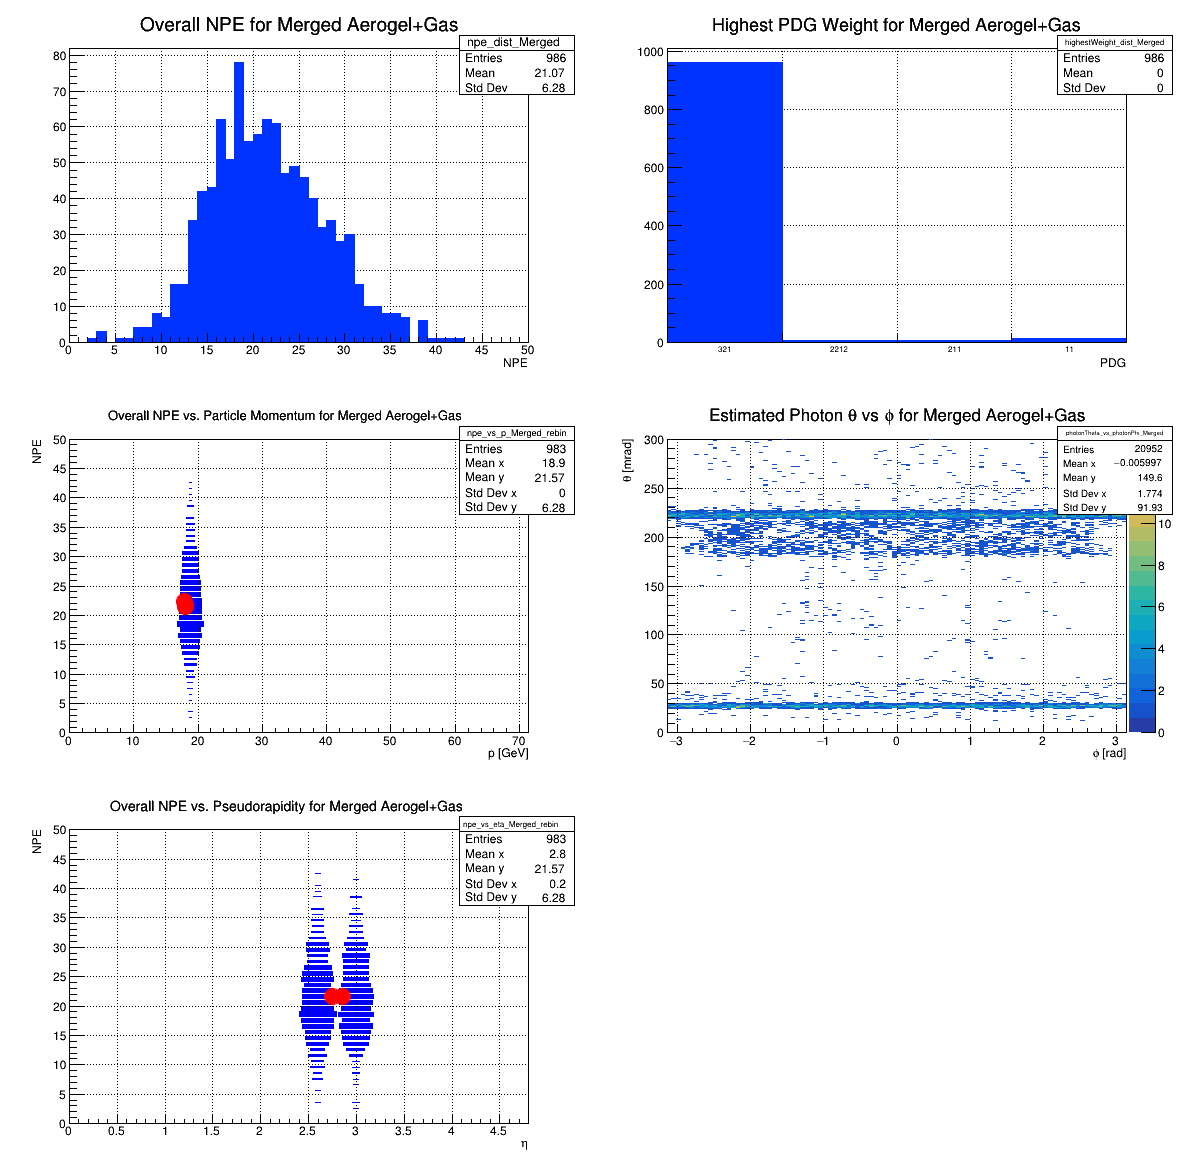 Overall NPE for Merged Aerogel+Gas
npe_dist_Merged
Entries 986
Mean 21.07
Std Dev 6.28
80
70
60
50
40
30
20
10
0
0 5 10 15 20 25 30 35 40 45 50
NPE
Highest PDG Weight for Merged Aerogel+Gas
highestWeight_dist_Merged
Entries 986
Mean 0
Std Dev 0
1000
800
600
400
200
0
321 2212 211 11
PDG
Overall NPE vs. Particle Momentum for Merged Aerogel+Gas
NPE
npe_vs_p_Merged_rebin
Entries 983
Mean x 18.9
Mean y 21.57
Std Dev x 0
Std Dev y 6.28
50
45
40
35
30
25
20
15
10
5
0
0 10 20 30 40 50 60 70
p [GeV]
Estimated Photon θ vs ϕ for Merged Aerogel+Gas
θ [mrad]
photonTheta_vs_photonPhi_Merged
Entries 20952
Mean x −0.005997
Mean y 149.6
Std Dev x 1.774
Std Dev y 91.93
300
250
200
150
100
50
0
−3 −2 −1 0 1 2 3
ϕ [rad]
10
8
6
4
2
0
Overall NPE vs. Pseudorapidity for Merged Aerogel+Gas
NPE
npe_vs_eta_Merged_rebin
Entries 983
Mean x 2.8
Mean y 21.57
Std Dev x 0.2
Std Dev y 6.28
50
45
40
35
30
25
20
15
10
5
0
0 0.5 1 1.5 2 2.5 3 3.5 4 4.5
η